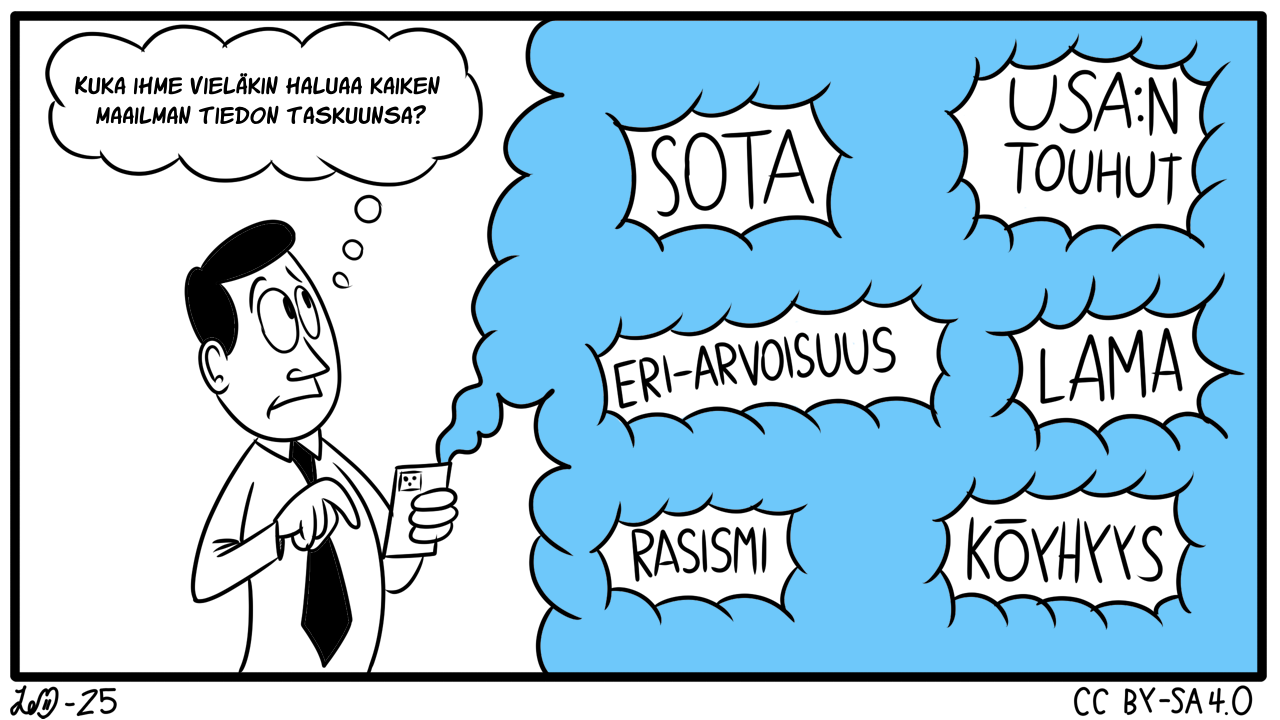 KUKA IHME VIELÄKIN HALUAA KAIKEN
MAAILMAN TIEDON TASKUUNSA?
SOTA
USA:N
TOUHUT
ERI-ARVOISUUS
LAMA
RASISMI
KÖYHYYS
-25
CC BY-SA 4.0